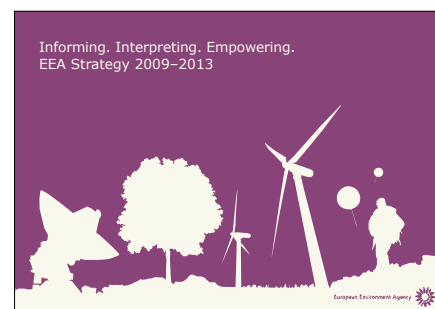 Informing. Interpreting. Empowering.
EEA Strategy 2009–2013
European Environment Agency